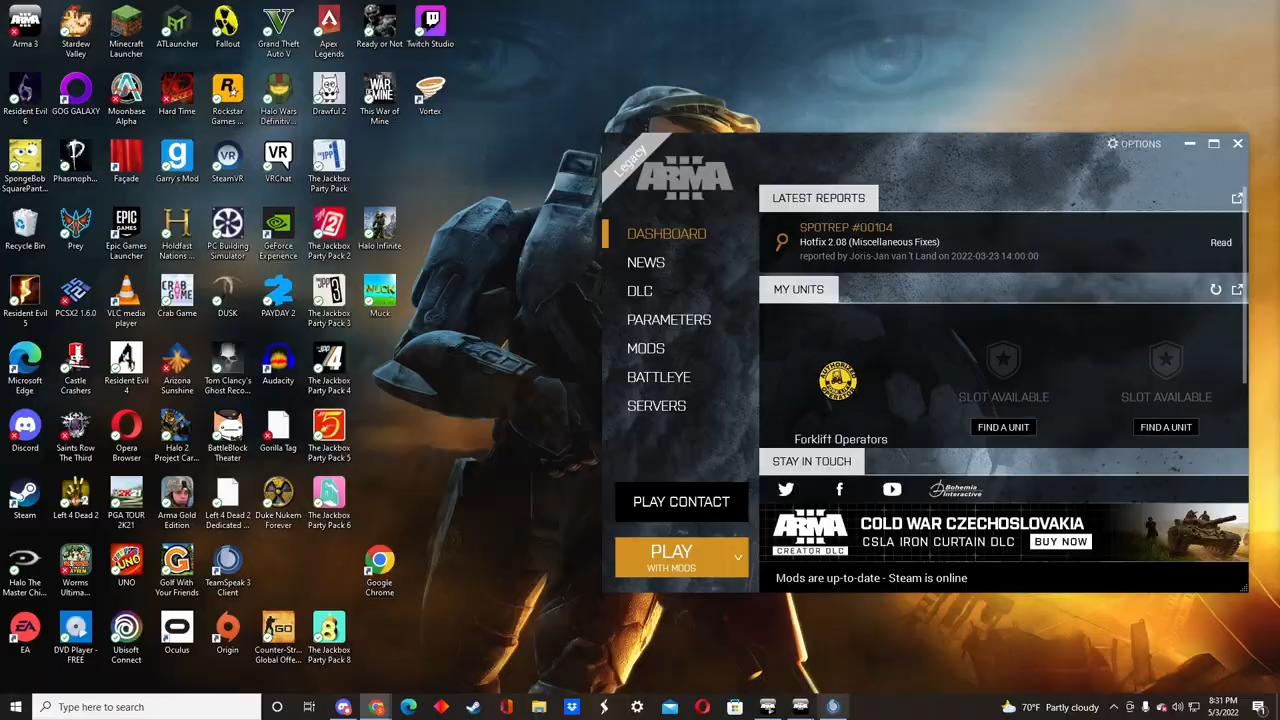 Arma 3
Stardew Valley
Minecraft Launcher
ATLauncher
Fallout
Grand Theft Auto V
Apex Legends
Ready or Not
Twitch Studio
Resident Evil 6
GOG GALAXY
Moonbase Alpha
Hard Time
Rockstar Games ...
Halo Wars Definitiv...
Drawful 2
This War of Mine
Vortex
SpongeBob SquarePant...
Phasmoph...
Façade
Garry's Mod
SteamVR
VRChat
The Jackbox Party Pack
Recycle Bin
Prey
Epic Games Launcher
Holdfast Nations ...
PC Building Simulator
GeForce Experience
The Jackbox Party Pack 2
Halo Infinite
Resident Evil 5
PCSX2 1.6.0
VLC media player
Crab Game
DUSK
PAYDAY 2
The Jackbox Party Pack 3
Muck
Microsoft Edge
Castle Crashers
Resident Evil 4
Arizona Sunshine
Tom Clancy's Ghost Reco...
Audacity
The Jackbox Party Pack 4
Discord
Saints Row The Third
Opera Browser
Halo 2 Project Car...
BattleBlock Theater
Gorilla Tag
The Jackbox Party Pack 5
Steam
Left 4 Dead 2
PGA TOUR 2K21
Arma Gold Edition
Left 4 Dead 2 Dedicated ...
Duke Nukem Forever
The Jackbox Party Pack 6
Halo The Master Chi...
Worms Ultima...
UNO
Golf With Your Friends
TeamSpeak 3 Client
Google Chrome
EA
DVD Player - FREE
Ubisoft Connect
Oculus
Origin
Counter-Str... Global Offe...
The Jackbox Party Pack 8
Legacy
ARMA III
OPTIONS
DASHBOARD
NEWS
DLC
PARAMETERS
MODS
BATTLEYE
SERVERS
PLAY CONTACT
PLAY
WITH MODS
LATEST REPORTS
SPOTREP #00104
Hotfix 2.08 (Miscellaneous Fixes)
Read
reported by Joris-Jan van 't Land on 2022-03-23 14:00:00
MY UNITS
SLOT AVAILABLE
SLOT AVAILABLE
FIND A UNIT
FIND A UNIT
Forklift Operators
STAY IN TOUCH
Bohemia Interactive
ARMA III
CREATOR DLC
COLD WAR CZECHOSLOVAKIA
CSLA IRON CURTAIN DLC
BUY NOW
Mods are up-to-date - Steam is online
Type here to search
70°F Partly cloudy
8:31 PM
5/3/2022